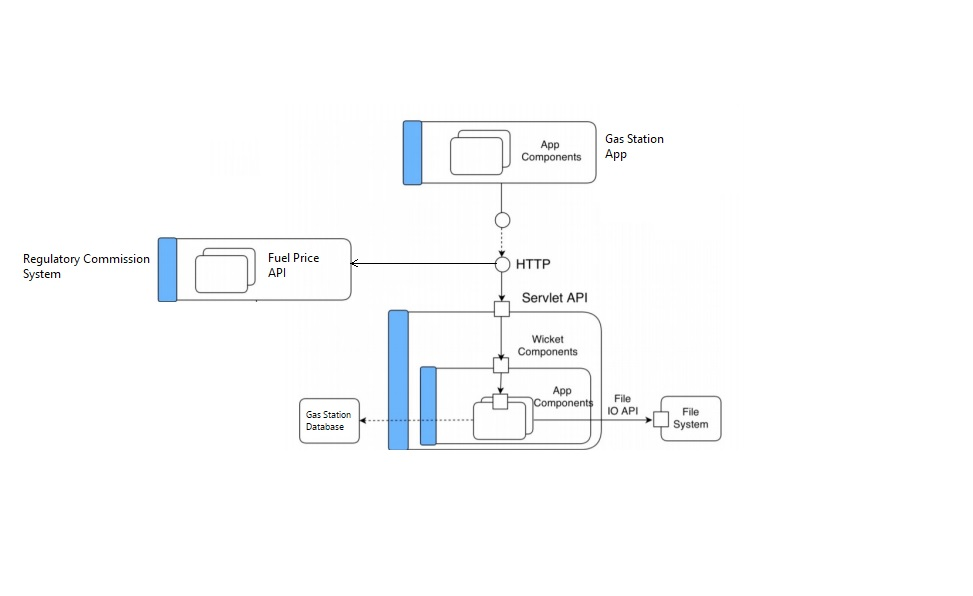 App
Components
Gas Station
App
Regulatory Commission
System
Fuel Price
API
HTTP
Servlet API
Wicket
Components
App
Components
File
IO API
File
System
Gas Station
Database